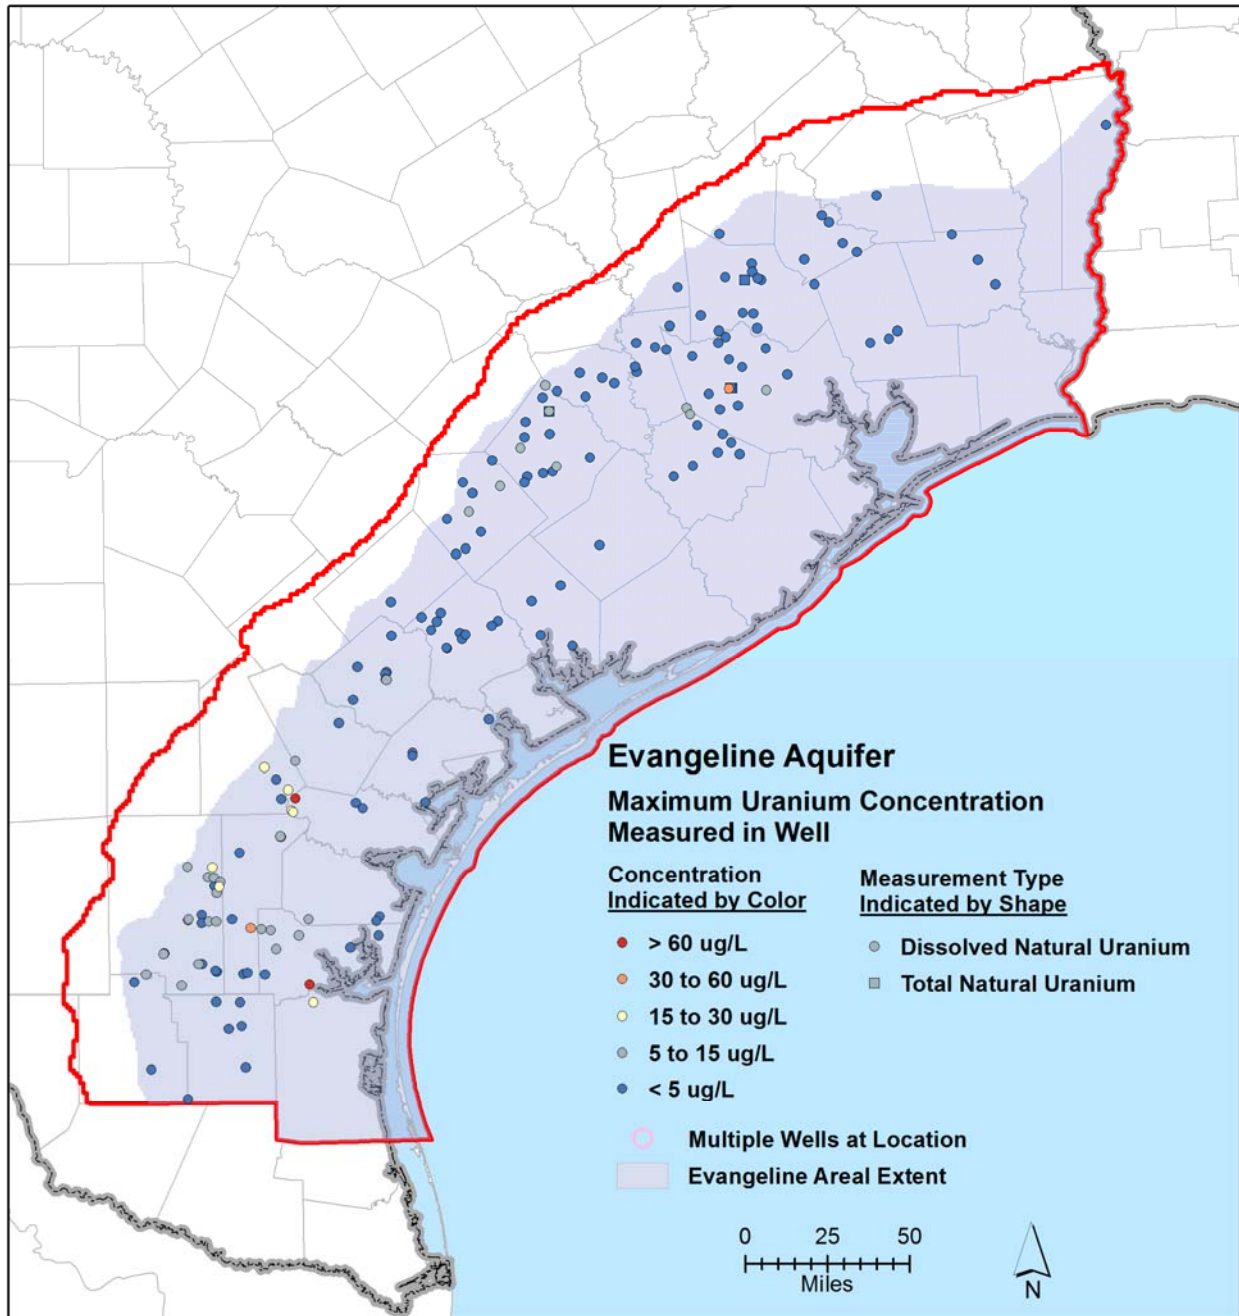 Evangeline Aquifer
Maximum Uranium Concentration
Measured in Well
Concentration
Indicated by Color
> 60 ug/L
30 to 60 ug/L
15 to 30 ug/L
5 to 15 ug/L
< 5 ug/L
Measurement Type
Indicated by Shape
Dissolved Natural Uranium
Total Natural Uranium
Multiple Wells at Location
Evangeline Areal Extent
0 25 50
Miles
N